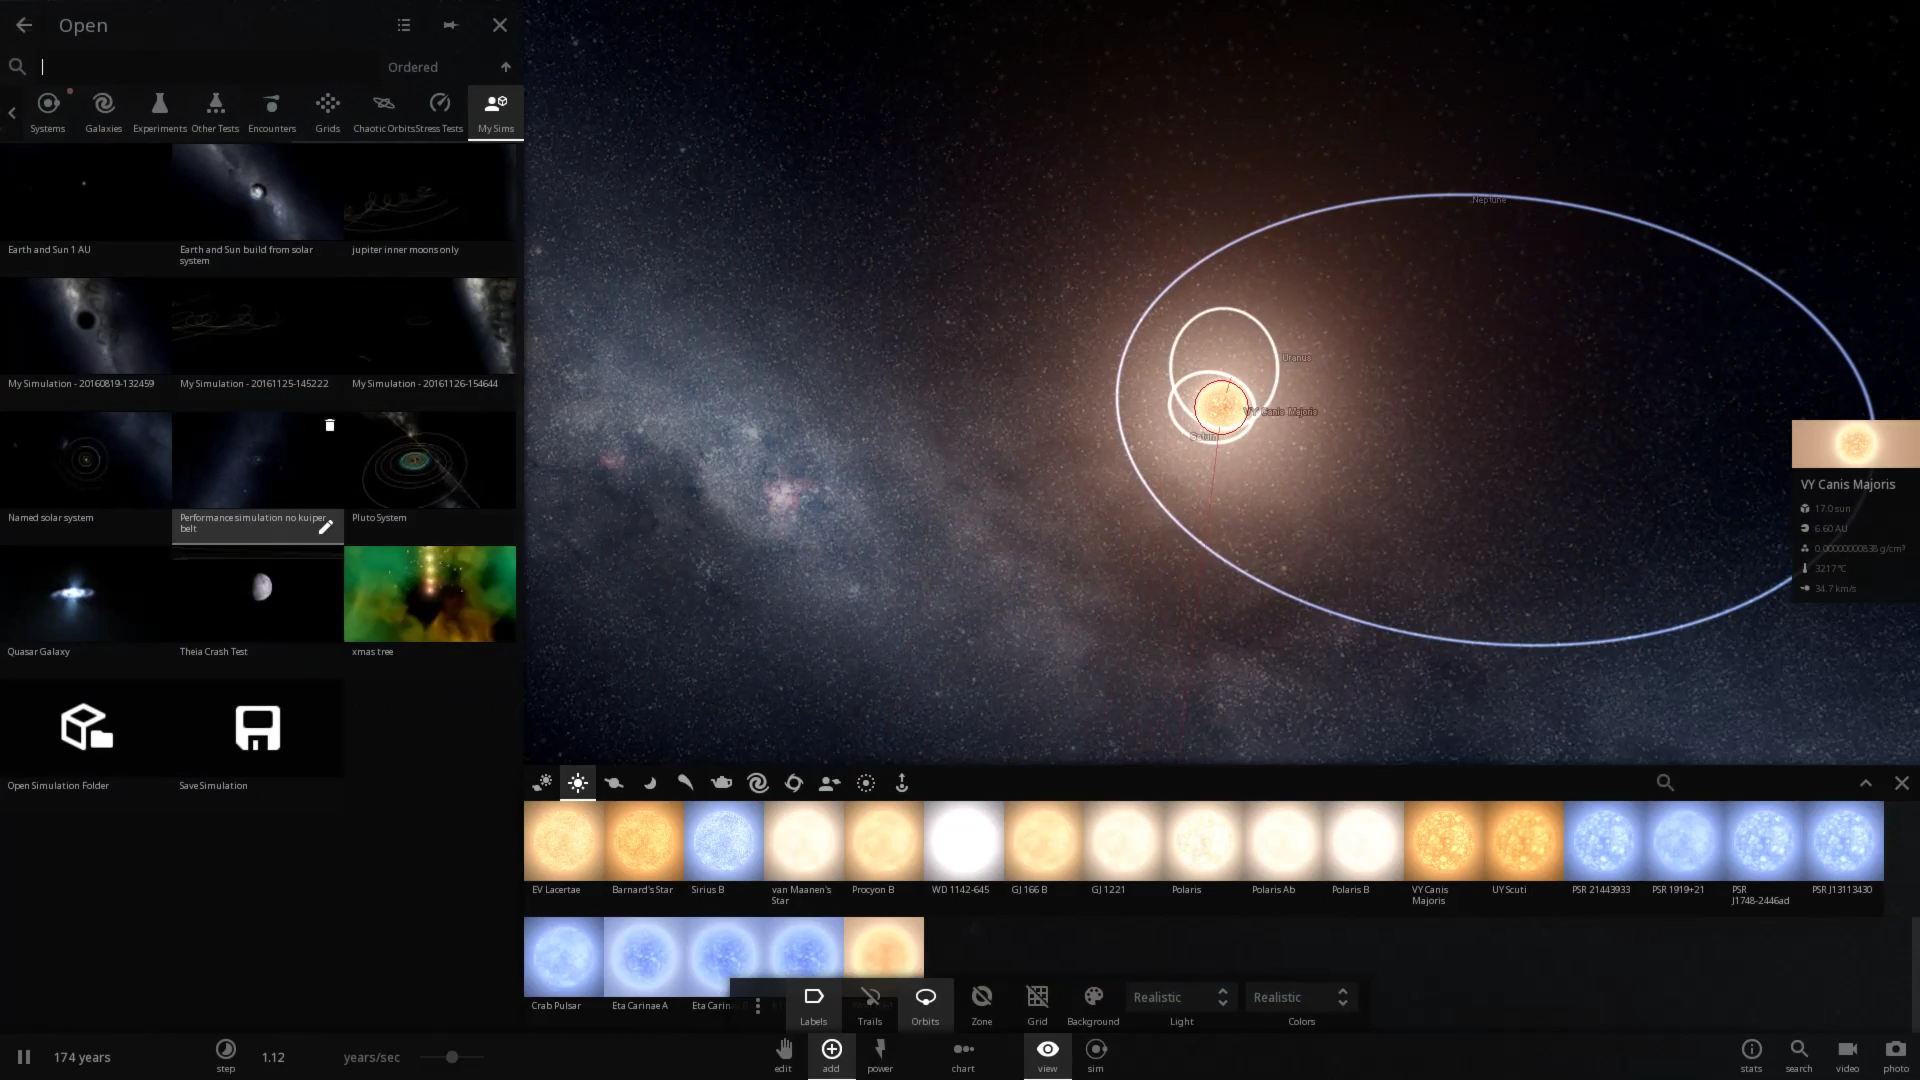 Open
Ordered
Systems
Galaxies
Experiments
Other Tests
Encounters
Grids
Chaotic Orbits
Stress Tests
My Sims
Earth and Sun 1 AU
Earth and Sun build from solar
system
jupiter inner moons only
My Simulation - 20160819-132459
My Simulation - 20161125-145222
My Simulation - 20161126-154644
Named solar system
Performance simulation no kuiper
belt
Pluto System
Quasar Galaxy
Theia Crash Test
xmas tree
Open Simulation Folder
Save Simulation
Neptune
Uranus
VY Canis Majoris
VY Canis Majoris
17.0 sun
6.60 AU
0.00000000838 g/cm³
3217°C
34.7 km/s
EV Lacertae
Barnard's Star
Sirius B
van Maanen's
Star
Procyon B
WD 1142-645
GJ 166 B
GJ 1221
Polaris
Polaris Ab
Polaris B
VY Canis
Majoris
UY Scuti
PSR 21443933
PSR 1919+21
PSR
J1748-2446ad
PSR J13113430
Crab Pulsar
Eta Carinae A
Eta Carin
Labels
Trails
Orbits
Zone
Grid
Background
Realistic
Light
Realistic
Colors
174 years
step
1.12
years/sec
edit
add
power
chart
view
sim
stats
search
video
photo